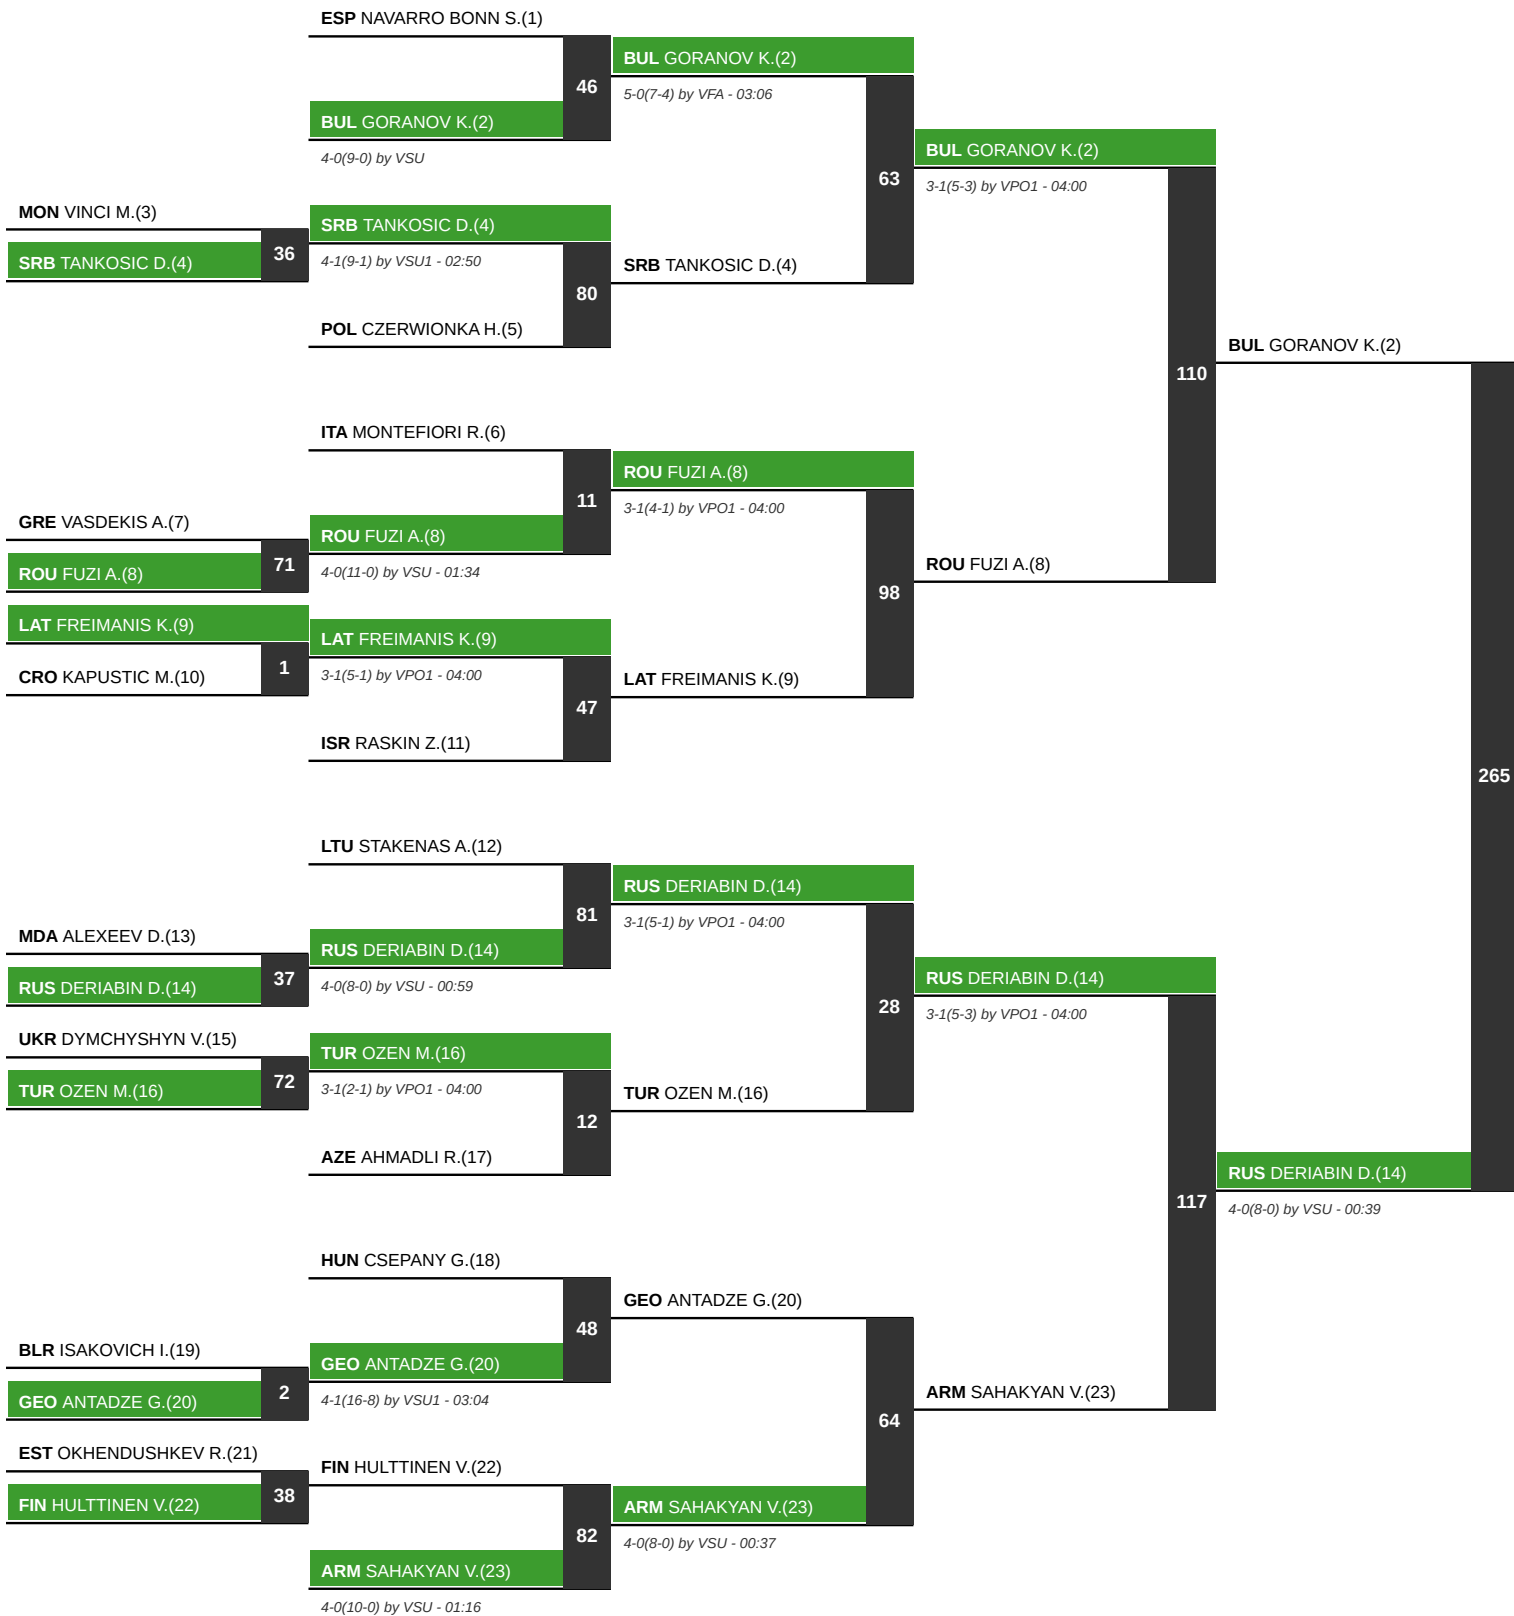 ESP NAVARRO BONN S.(1)
46
BUL GORANOV K.(2)
5-0(7-4) by VFA - 03:06
BUL GORANOV K.(2)
4-0(9-0) by VSU
63
BUL GORANOV K.(2)
3-1(5-3) by VPO1 - 04:00
MON VINCI M.(3)
36
SRB TANKOSIC D.(4)
SRB TANKOSIC D.(4)
4-1(9-1) by VSU1 - 02:50
80
SRB TANKOSIC D.(4)
POL CZERWIONKA H.(5)
110
BUL GORANOV K.(2)
ITA MONTEFIORI R.(6)
11
ROU FUZI A.(8)
3-1(4-1) by VPO1 - 04:00
GRE VASDEKIS A.(7)
71
ROU FUZI A.(8)
ROU FUZI A.(8)
4-0(11-0) by VSU - 01:34
98
ROU FUZI A.(8)
LAT FREIMANIS K.(9)
1
CRO KAPUSTIC M.(10)
LAT FREIMANIS K.(9)
3-1(5-1) by VPO1 - 04:00
47
LAT FREIMANIS K.(9)
ISR RASKIN Z.(11)
265
LTU STAKENAS A.(12)
81
RUS DERIABIN D.(14)
3-1(5-1) by VPO1 - 04:00
MDA ALEXEEV D.(13)
37
RUS DERIABIN D.(14)
RUS DERIABIN D.(14)
4-0(8-0) by VSU - 00:59
28
RUS DERIABIN D.(14)
3-1(5-3) by VPO1 - 04:00
UKR DYMCHYSHYN V.(15)
72
TUR OZEN M.(16)
TUR OZEN M.(16)
3-1(2-1) by VPO1 - 04:00
12
TUR OZEN M.(16)
AZE AHMADLI R.(17)
117
RUS DERIABIN D.(14)
4-0(8-0) by VSU - 00:39
HUN CSEPANY G.(18)
48
GEO ANTADZE G.(20)
BLR ISAKOVICH I.(19)
2
GEO ANTADZE G.(20)
GEO ANTADZE G.(20)
4-1(16-8) by VSU1 - 03:04
64
ARM SAHAKYAN V.(23)
EST OKHENDUSHKEV R.(21)
38
FIN HULTTINEN V.(22)
FIN HULTTINEN V.(22)
82
ARM SAHAKYAN V.(23)
4-0(8-0) by VSU - 00:37
ARM SAHAKYAN V.(23)
4-0(10-0) by VSU - 01:16